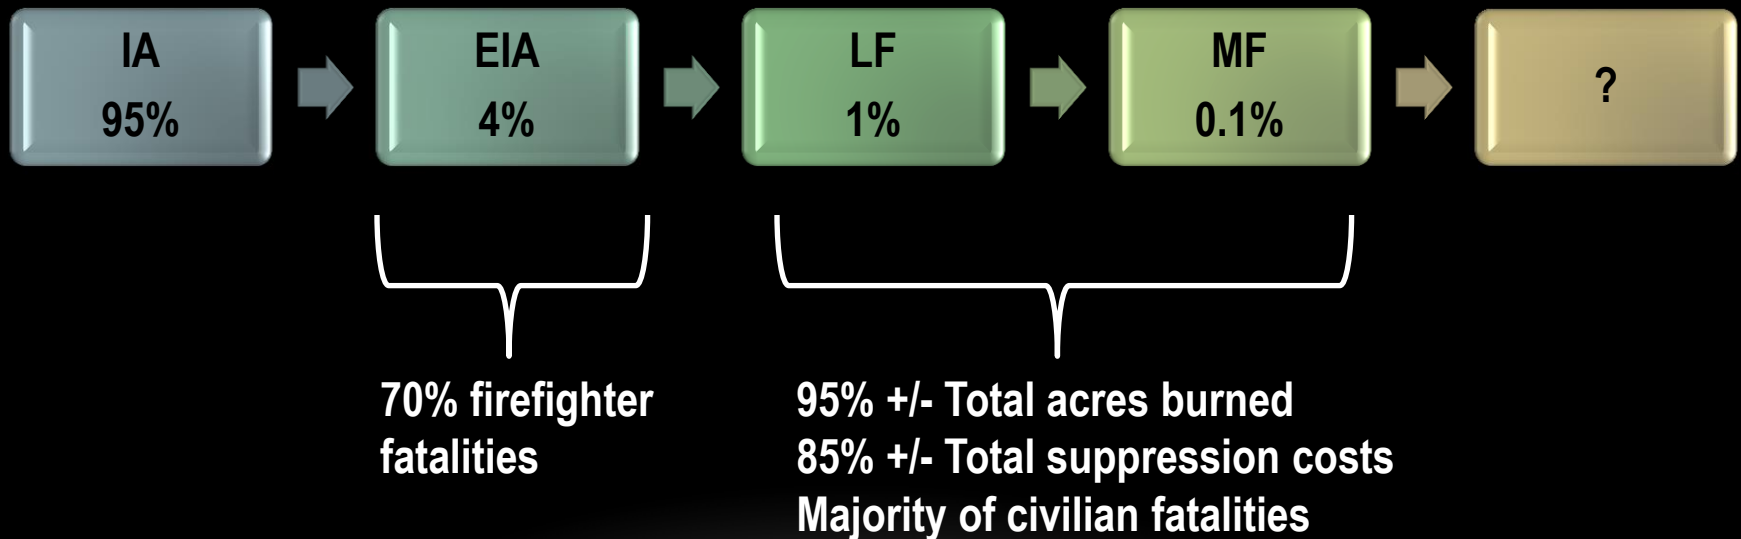 IA
95%
EIA
4%
LF
1%
MF
0.1%
?
70% firefighter
fatalities
95% +/- Total acres burned
85% +/- Total suppression costs
Majority of civilian fatalities